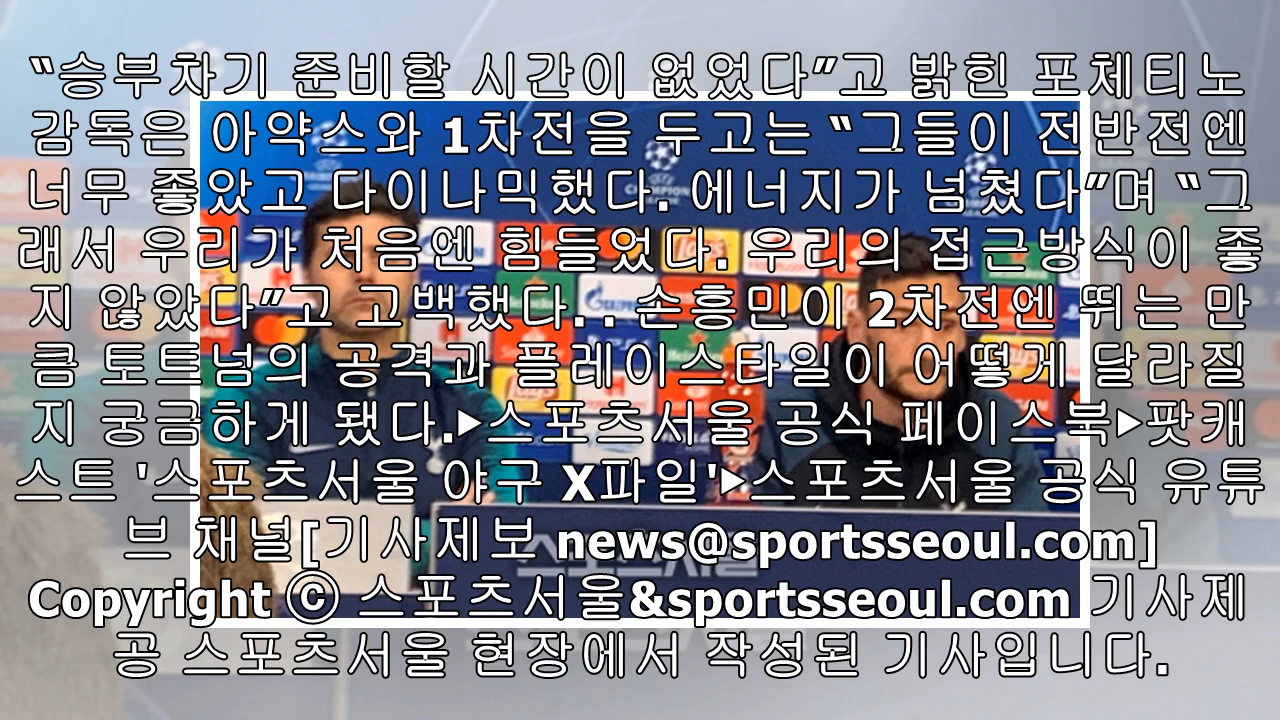 “승부차기 준비할 시간이 없었다”고 밝힌 포체티노
감독은 아약스와 1차전을 두고는 “그들이 전반전엔
너무 좋았고 다이나믹했다. 에너지가 넘쳤다”며 “그
래서 우리가 처음엔 힘들었다. 우리의 접근방식이 좋
지 않았다”고 고백했다. . 손흥민이 2차전엔 뛰는 만
큼 토트넘의 공격과 플레이스타일이 어떻게 달라질
지 궁금하게 됐다.▶스포츠서울 공식 페이스북▶팟캐
스트 '스포츠서울 야구 X파일'▶스포츠서울 공식 유튜
브 채널[기사제보 news@sportsseoul.com]
Copyright ⓒ 스포츠서울&sportsseoul.com 기사제
공 스포츠서울 현장에서 작성된 기사입니다.